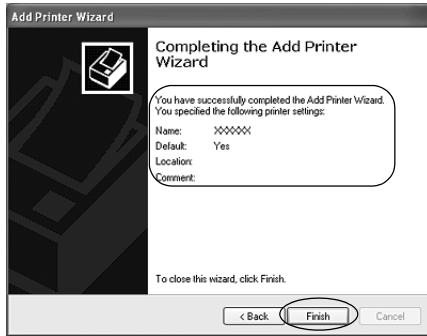 Add Printer Wizard
Completing the Add Printer
Wizard
You have successfully completed the Add Printer Wizard.
You specified the following printer settings:
Name: XXXXXX
Default: Yes
Location:
Comment:
To close this wizard, click Finish.
< Back Finish Cancel